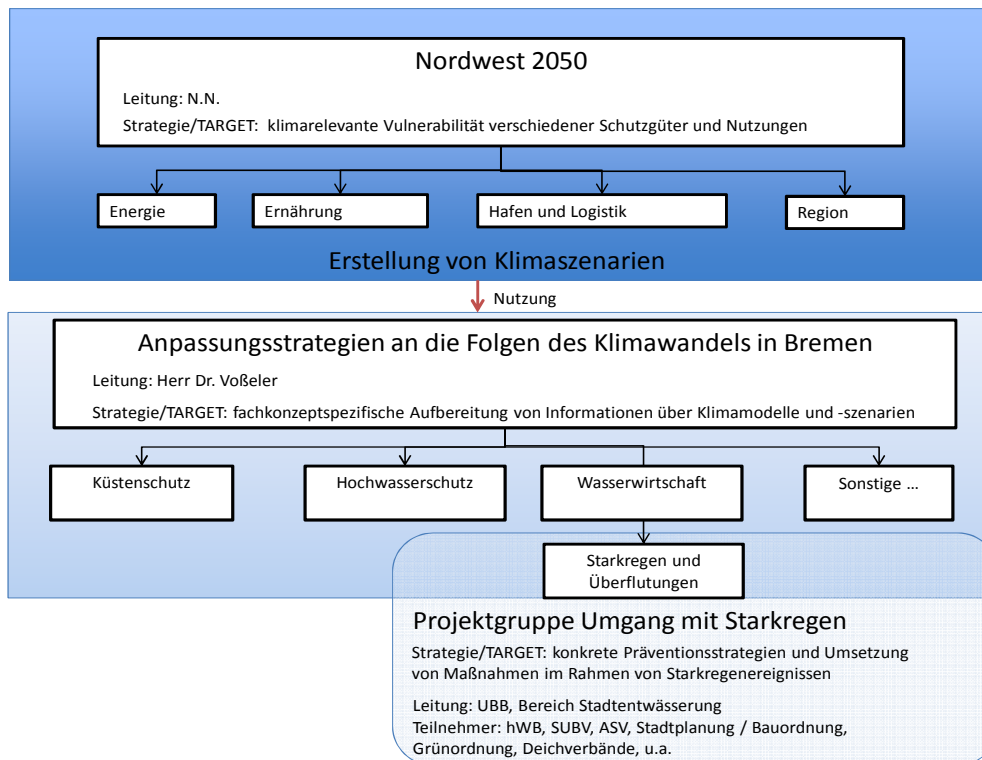 Nordwest 2050
Leitung: N.N.
Strategie/TARGET: klimarelevante Vulnerabilität verschiedener Schutzgüter und Nutzungen
Energie
Ernährung
Hafen und Logistik
Region
Erstellung von Klimaszenarien
Nutzung
Anpassungsstrategien an die Folgen des Klimawandels in Bremen
Leitung: Herr Dr. Voßeler
Strategie/TARGET: fachkonzeptspezifische Aufbereitung von Informationen über Klimamodelle und -szenarien
Küstenschutz
Hochwasserschutz
Wasserwirtschaft
Sonstige ...
Starkregen und
Überflutungen
Projektgruppe Umgang mit Starkregen
Strategie/TARGET: konkrete Präventionsstrategien und Umsetzung
von Maßnahmen im Rahmen von Starkregenereignissen
Leitung: UBB, Bereich Stadtentwässerung
Teilnehmer: hWB, SUBV, ASV, Stadtplanung / Bauordnung,
Grünordnung, Deichverbände, u.a.